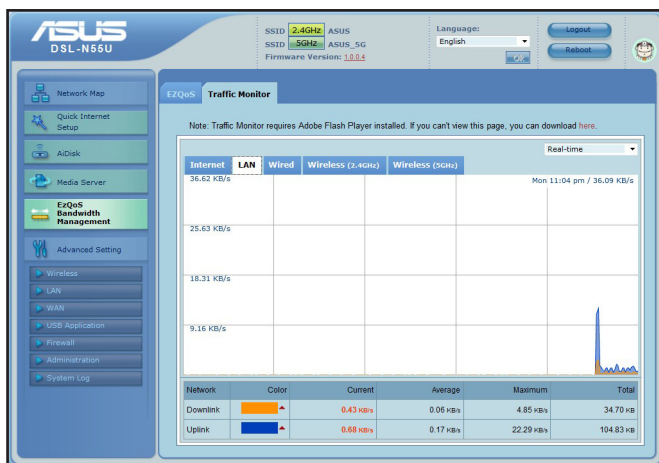 ASUS
DSL-N55U
SSID 2.4GHz ASUS
SSID 5GHz ASUS_5G
Firmware Version: 1.0.0.4
Language:
English
OK
Logout
Reboot
Network Map
Quick Internet
Setup
AiDisk
Media Server
EzQoS
Bandwidth
Management
Advanced Setting
Wireless
LAN
WAN
USB Application
Firewall
Administration
System Log
EZQoS Traffic Monitor
Note: Traffic Monitor requires Adobe Flash Player installed. If you can't view this page, you can download here.
Real-time
Internet LAN Wired Wireless (2.4GHz) Wireless (5GHz)
36.62 KB/s
Mon 11:04 pm / 36.09 KB/s
25.63 KB/s
18.31 KB/s
9.16 KB/s
Network Color Current Average Maximum Total
Downlink 0.43 KB/s 0.06 KB/s 4.85 KB/s 34.70 KB
Uplink 0.68 KB/s 0.17 KB/s 22.29 KB/s 104.83 KB